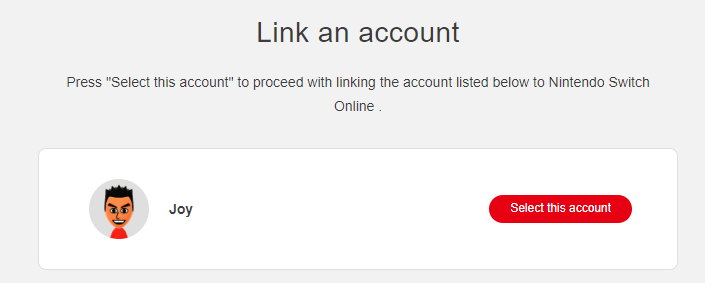 Link an account
Press "Select this account" to proceed with linking the account listed below to Nintendo Switch
Online .
Joy
Select this account